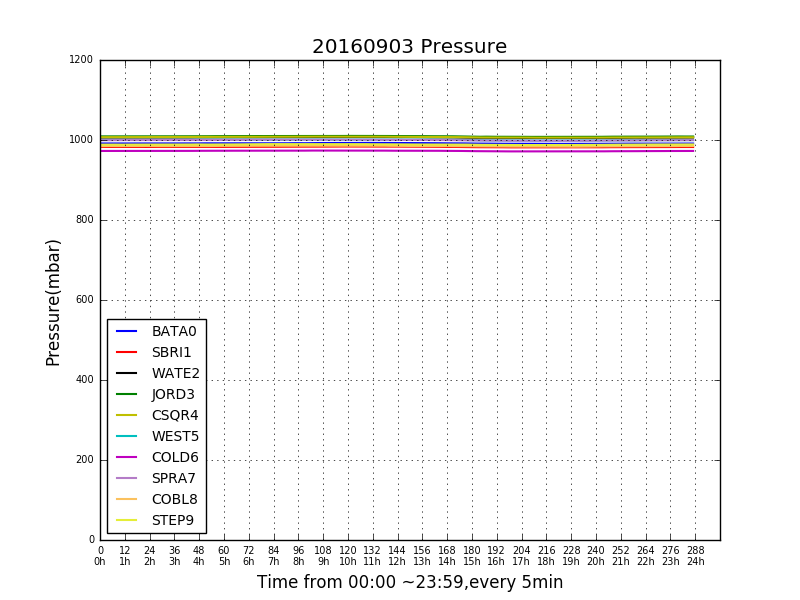 20160903 Pressure
1200
1000
800
600
400
200
0
Pressure(mbar)
BATA0
SBRI1
WATE2
JORD3
CSQR4
WEST5
COLD6
SPRA7
COBL8
STEP9
0 12 24 36 48 60 72 84 96 108 120 132 144 156 168 180 192 204 216 228 240 252 264 276 288
0h 1h 2h 3h 4h 5h 6h 7h 8h 9h 10h 11h 12h 13h 14h 15h 16h 17h 18h 19h 20h 21h 22h 23h 24h
Time from 00:00 ~23:59,every 5min